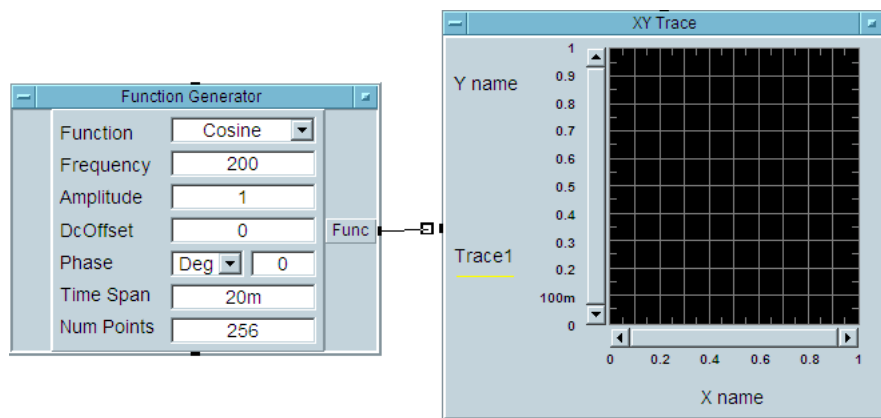 Function Generator
Function Cosine
Frequency 200
Amplitude 1
DcOffset 0
Phase Deg 0
Time Span 20m
Num Points 256
Func
XY Trace
Y name
Trace1
1
0.9
0.8
0.7
0.6
0.5
0.4
0.3
0.2
100m
0
0 0.2 0.4 0.6 0.8 1
X name